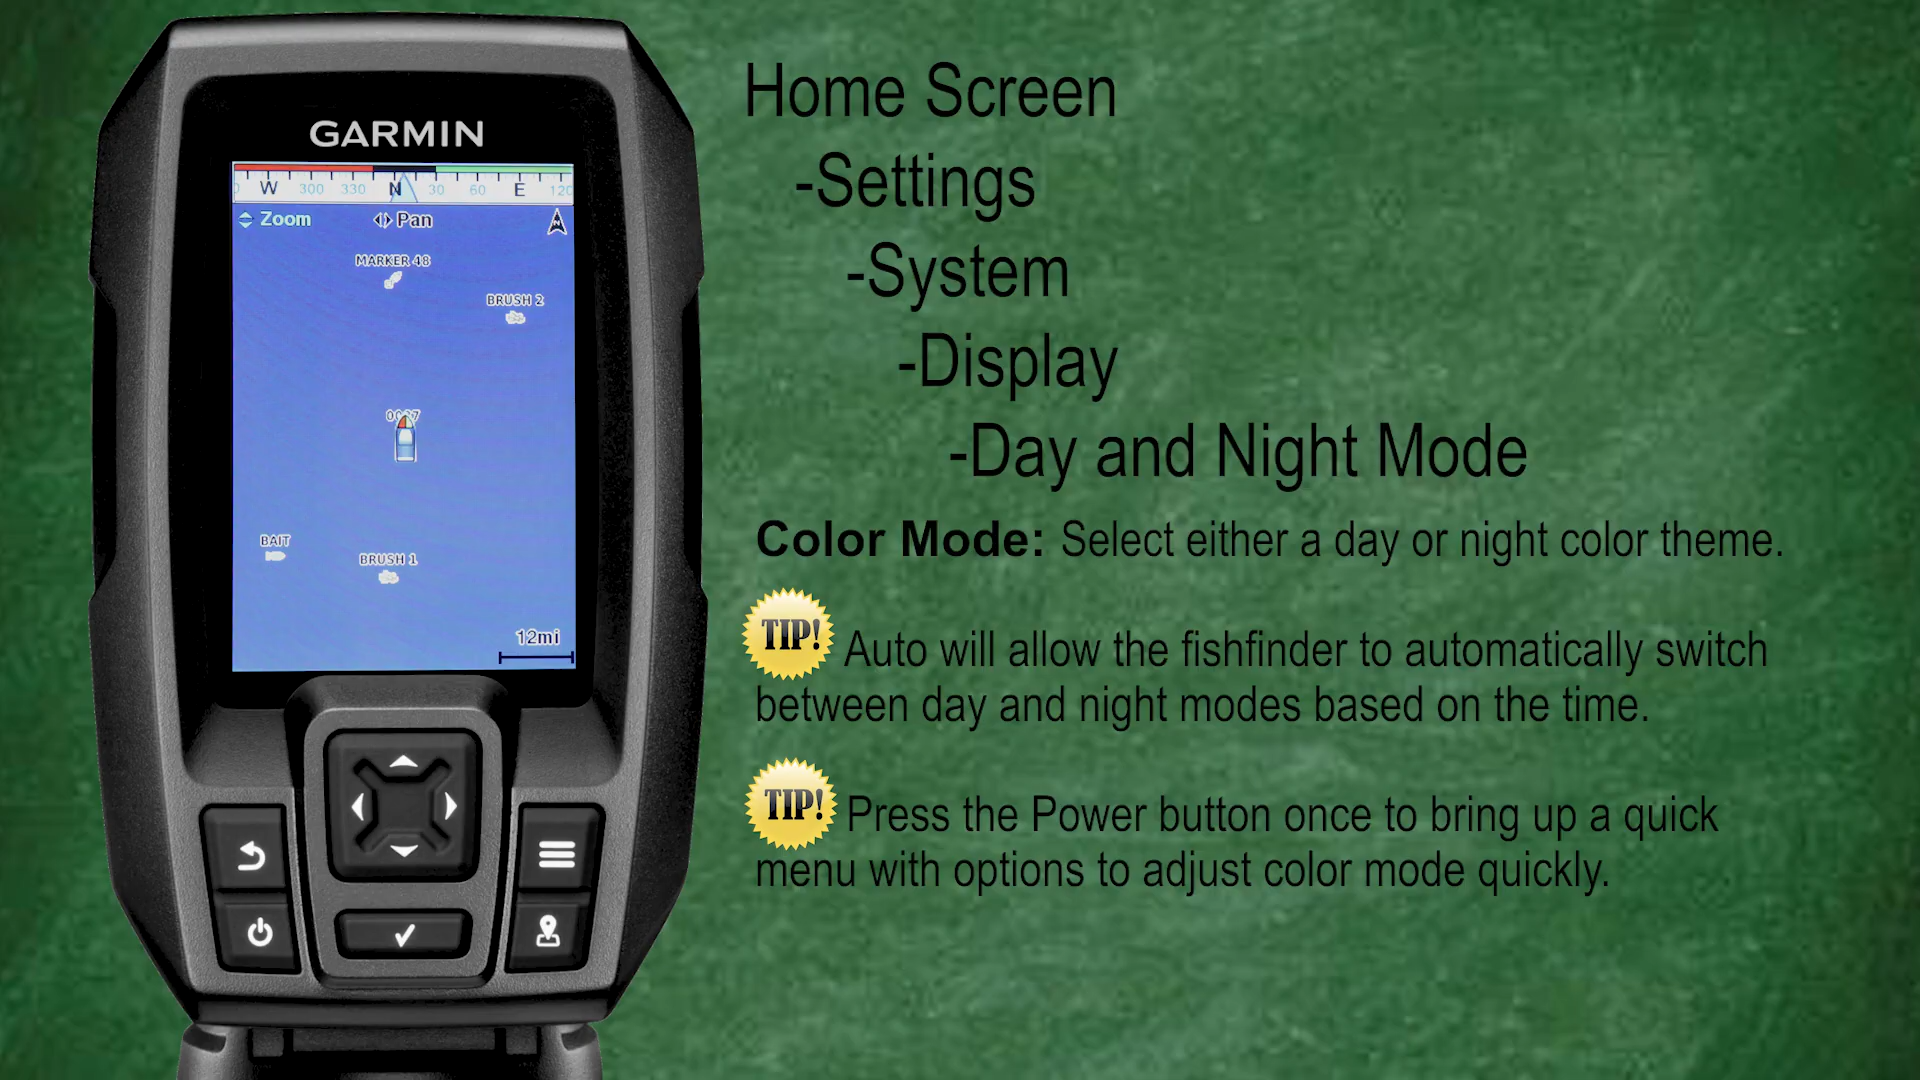 GARMIN
W 300 330 N 30 60 E 120
Zoom Pan
N
MARKER 48
BRUSH 2
BAIT
BRUSH 1
12mi
Home Screen
-Settings
-System
-Display
-Day and Night Mode
Color Mode: Select either a day or night color theme.
TIP! Auto will allow the fishfinder to automatically switch
between day and night modes based on the time.
TIP! Press the Power button once to bring up a quick
menu with options to adjust color mode quickly.